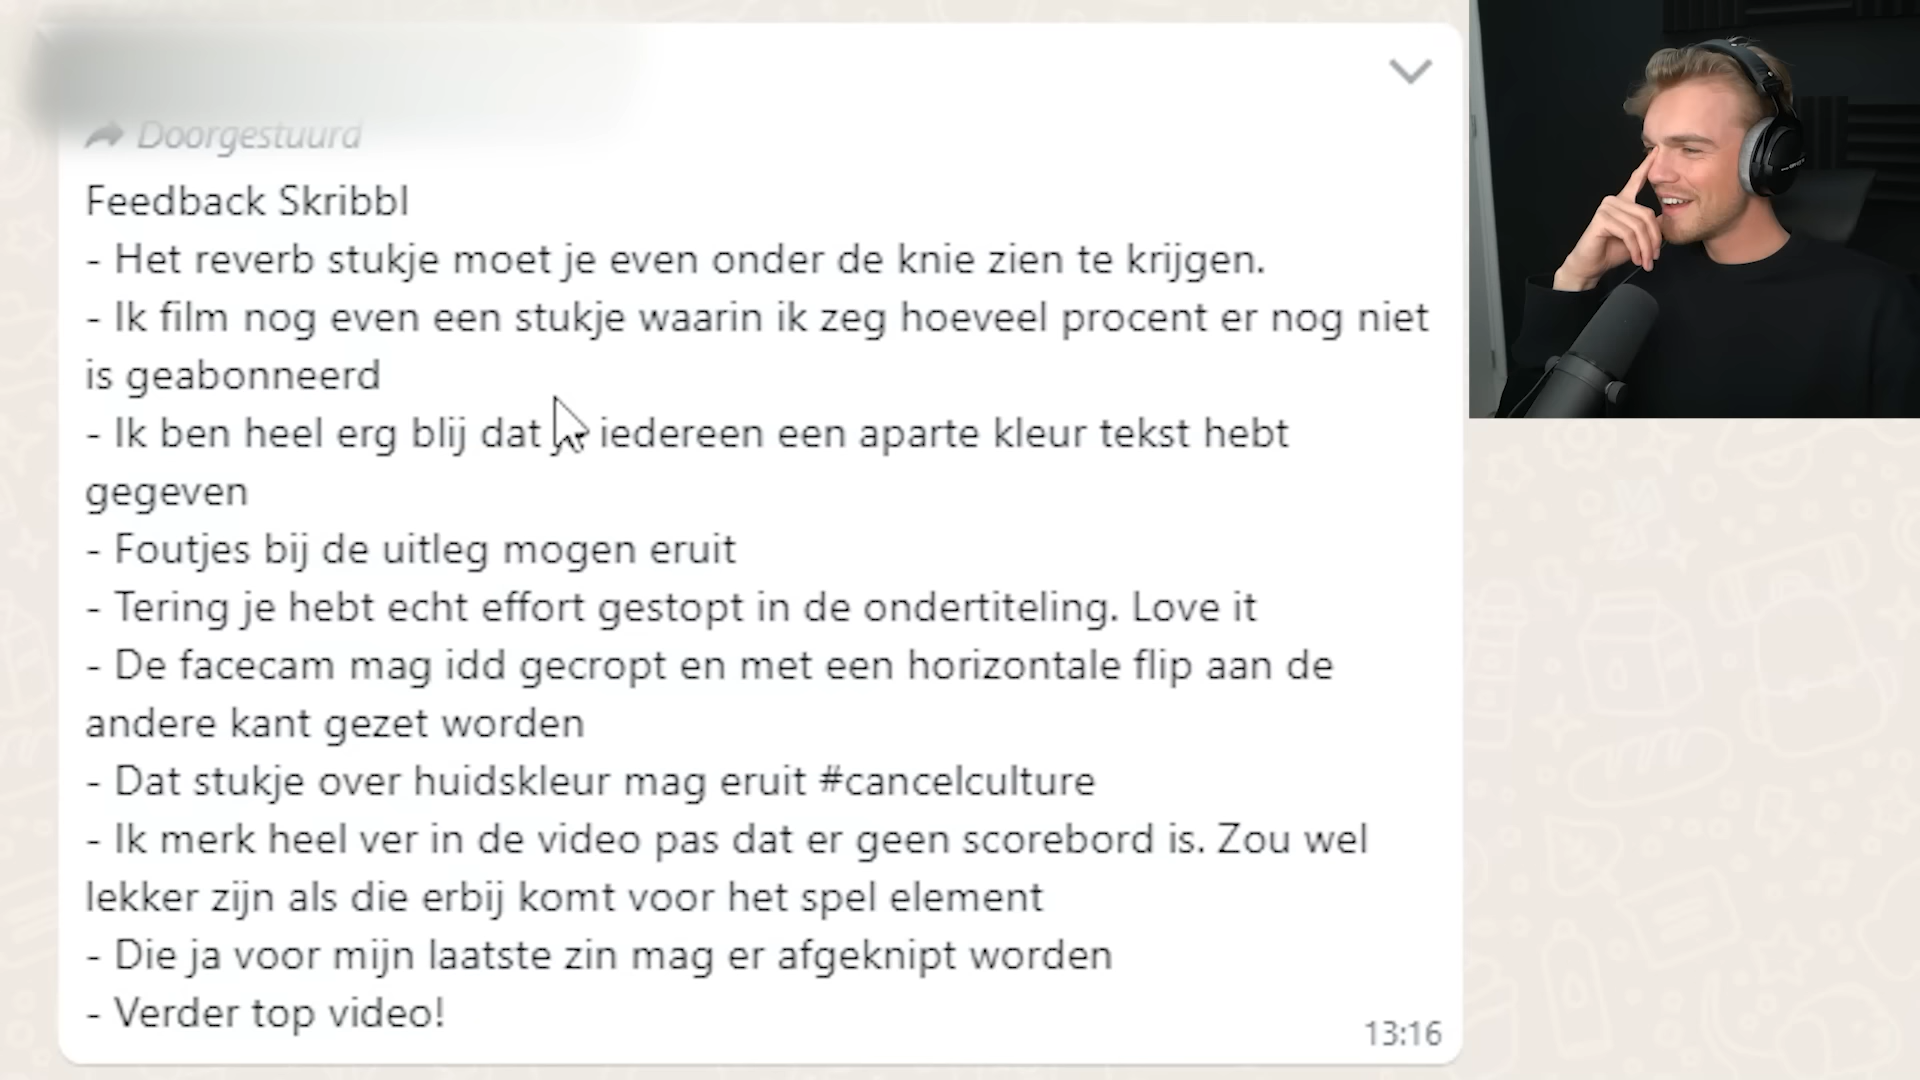 Doorgestuurd
Feedback Skribbl
- Het reverb stukje moet je even onder de knie zien te krijgen.
- Ik film nog even een stukje waarin ik zeg hoeveel procent er nog niet
is geabonneerd
- Ik ben heel erg blij dat iedereen een aparte kleur tekst hebt
gegeven
- Foutjes bij de uitleg mogen eruit
- Tering je hebt echt effort gestopt in de ondertiteling. Love it
- De facecam mag idd gecropt en met een horizontale flip aan de
andere kant gezet worden
- Dat stukje over huidskleur mag eruit #cancelculture
- Ik merk heel ver in de video pas dat er geen scorebord is. Zou wel
lekker zijn als die erbij komt voor het spel element
- Die ja voor mijn laatste zin mag er afgeknipt worden
- Verder top video!
13:16